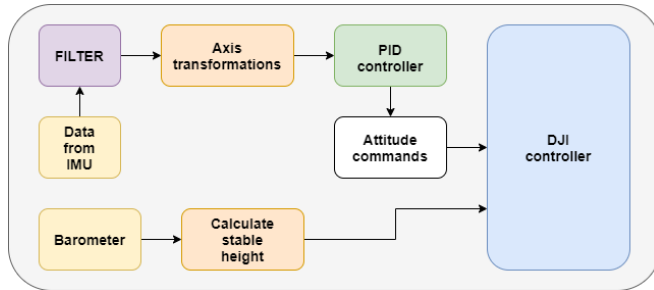 FILTER
Axis
transformations
PID
controller
Data
from
IMU
Attitude
commands
DJI
controller
Barometer
Calculate
stable
height